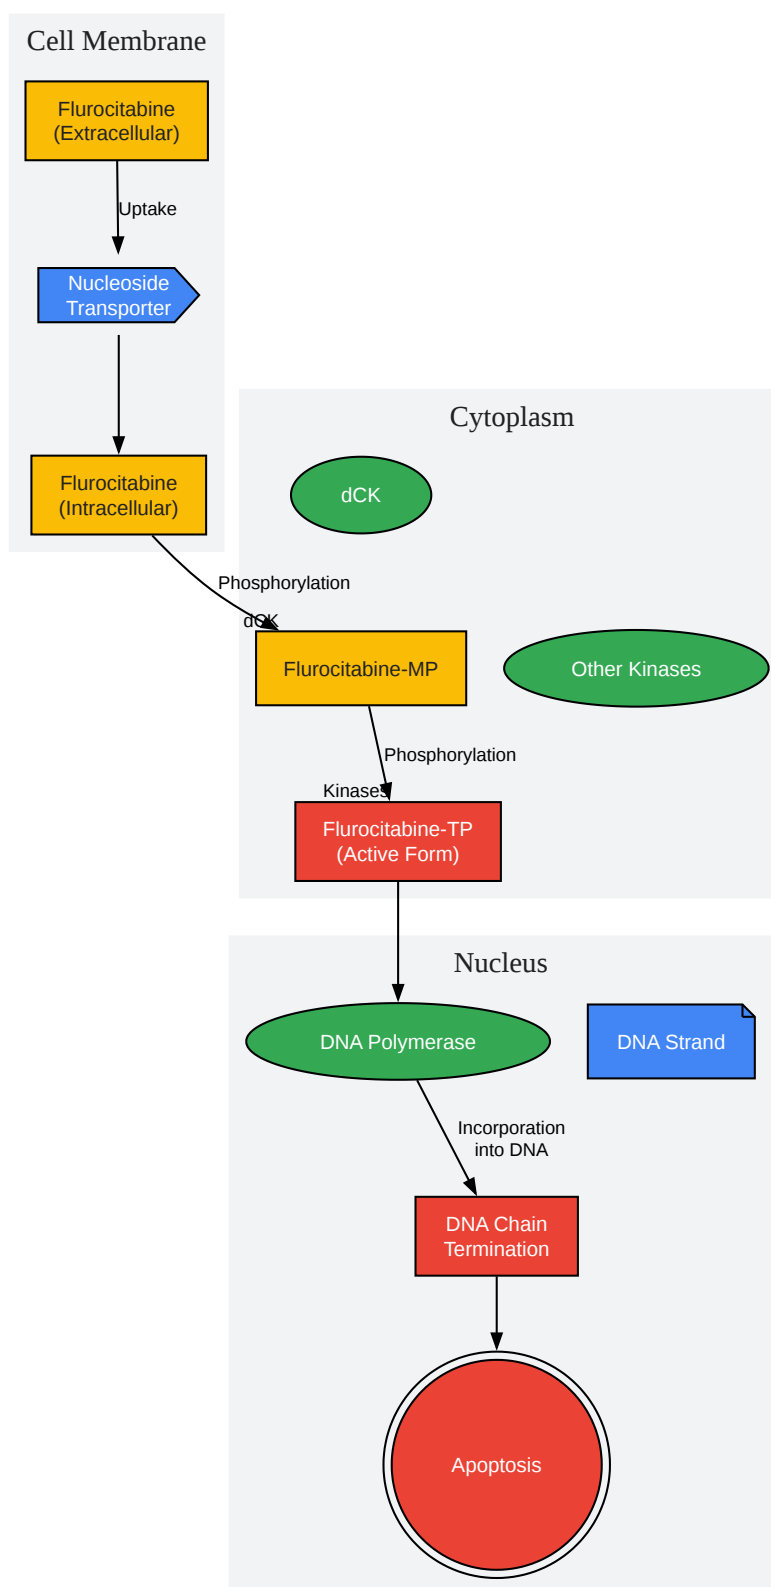 Cell Membrane
Flurocitabine
(Extracellular)
Uptake
Nucleoside
Transporter
Flurocitabine
(Intracellular)
Cytoplasm
dCK
Phosphorylation
dCK
Flurocitabine-MP
Other Kinases
Phosphorylation
Kinases
Flurocitabine-TP
(Active Form)
Nucleus
DNA Polymerase
DNA Strand
Incorporation
into DNA
DNA Chain
Termination
Apoptosis